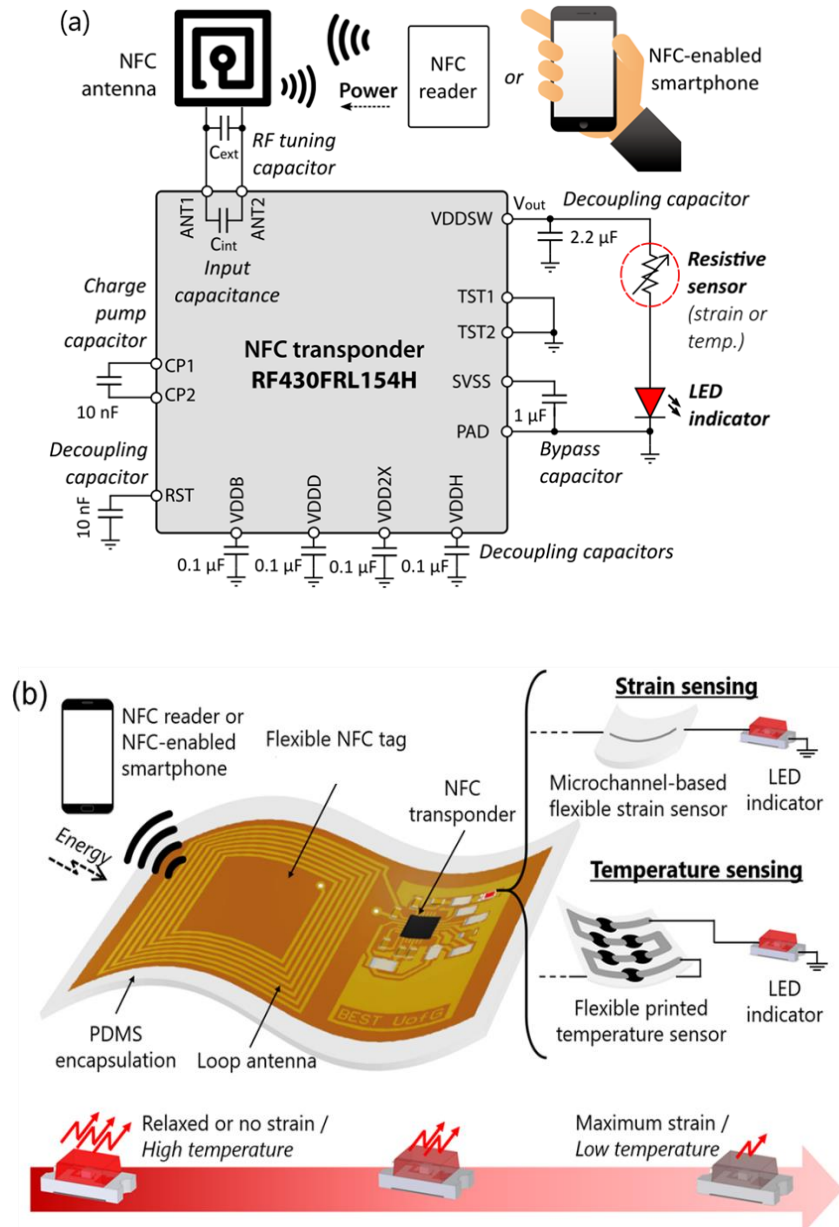 (a)
NFC
antenna
Power
NFC
reader
or
NFC-enabled
smartphone
Cext
RF tuning
capacitor
ANT1
ANT2
Cint
Input
capacitance
VDDSW
Vout
Decoupling capacitor
2.2 µF
Resistive
sensor
(strain or
temp.)
Charge
pump
capacitor
CP1
CP2
10 nF
TST1
TST2
NFC transponder
RF430FRL154H
SVSS
1 µF
PAD
Bypass
capacitor
LED
indicator
Decoupling
capacitor
RST
10 nF
VDDB
VDDD
VDD2X
VDDH
0.1 µF
0.1 µF
0.1 µF
0.1 µF
Decoupling capacitors
(b)
NFC reader or
NFC-enabled
smartphone
Energy
Flexible NFC tag
NFC
transponder
BEST UofG
PDMS
encapsulation
Loop antenna
Strain sensing
Microchannel-based
flexible strain sensor
LED
indicator
Temperature sensing
Flexible printed
temperature sensor
LED
indicator
Relaxed or no strain /
High temperature
Maximum strain /
Low temperature